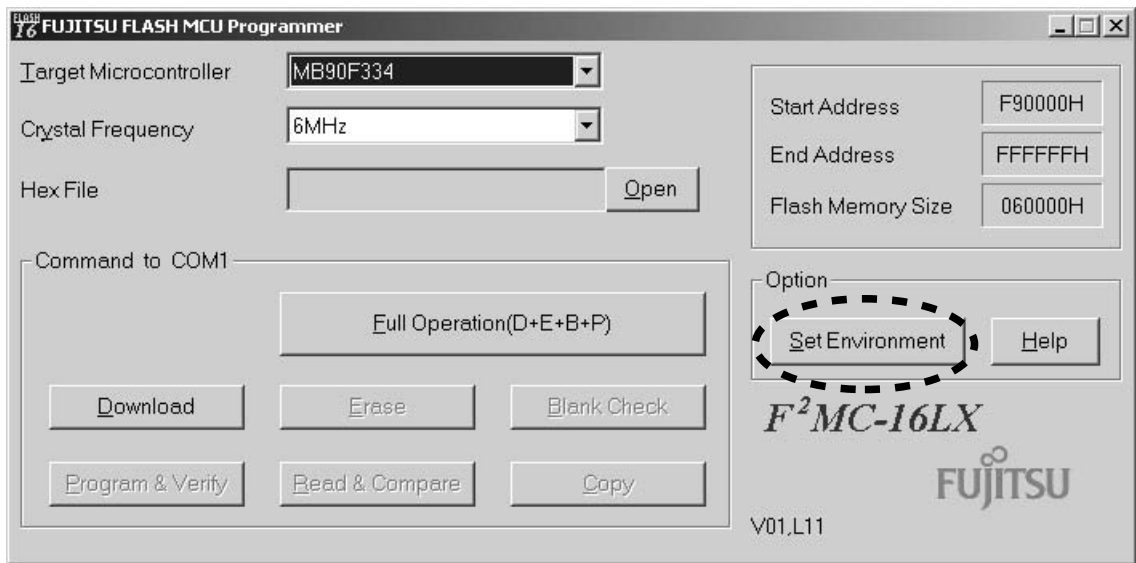 FLASH
16 FUJITSU FLASH MCU Programmer
Target Microcontroller MB90F334
Crystal Frequency 6MHz
Hex File Open
Start Address F90000H
End Address FFFFFFH
Flash Memory Size 060000H
Command to COM1
Full Operation(D+E+B+P)
Download Erase Blank Check
Program & Verify Read & Compare Copy
Option
Set Environment Help
F²MC-16LX
FUJITSU
V01,L11